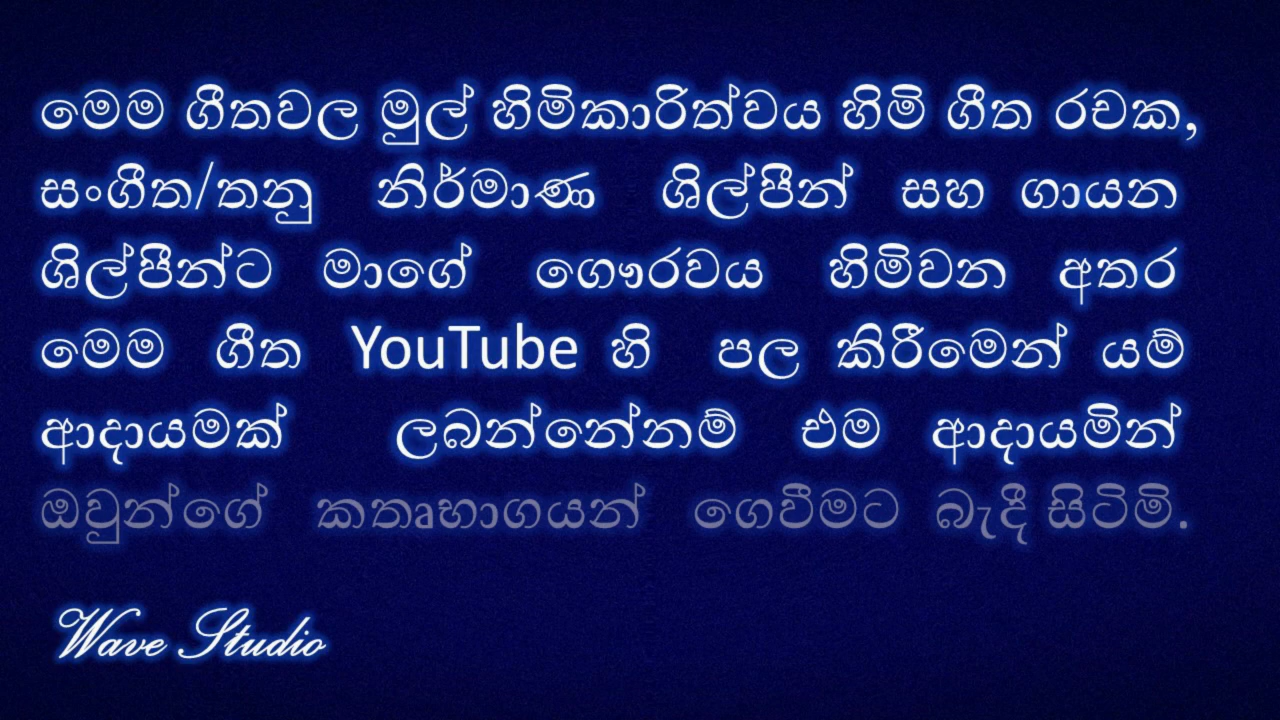 මෙම ගීතවල මුල් හිමිකාරිත්වය හිමි ගීත රචක,
සංගීත/තනු නිර්මාණ ශිල්පීන් සහ ගායන
ශිල්පීන්ට මාගේ ගෞරවය හිමිවන අතර
මෙම ගීත YouTube හි පල කිරීමෙන් යම්
ආදායමක් ලබන්නේනම් එම ආදායමින්
ඔවුන්ගේ කතෘභාගයන් ගෙවීමට බැදී සිටිමි.
Wave Studio